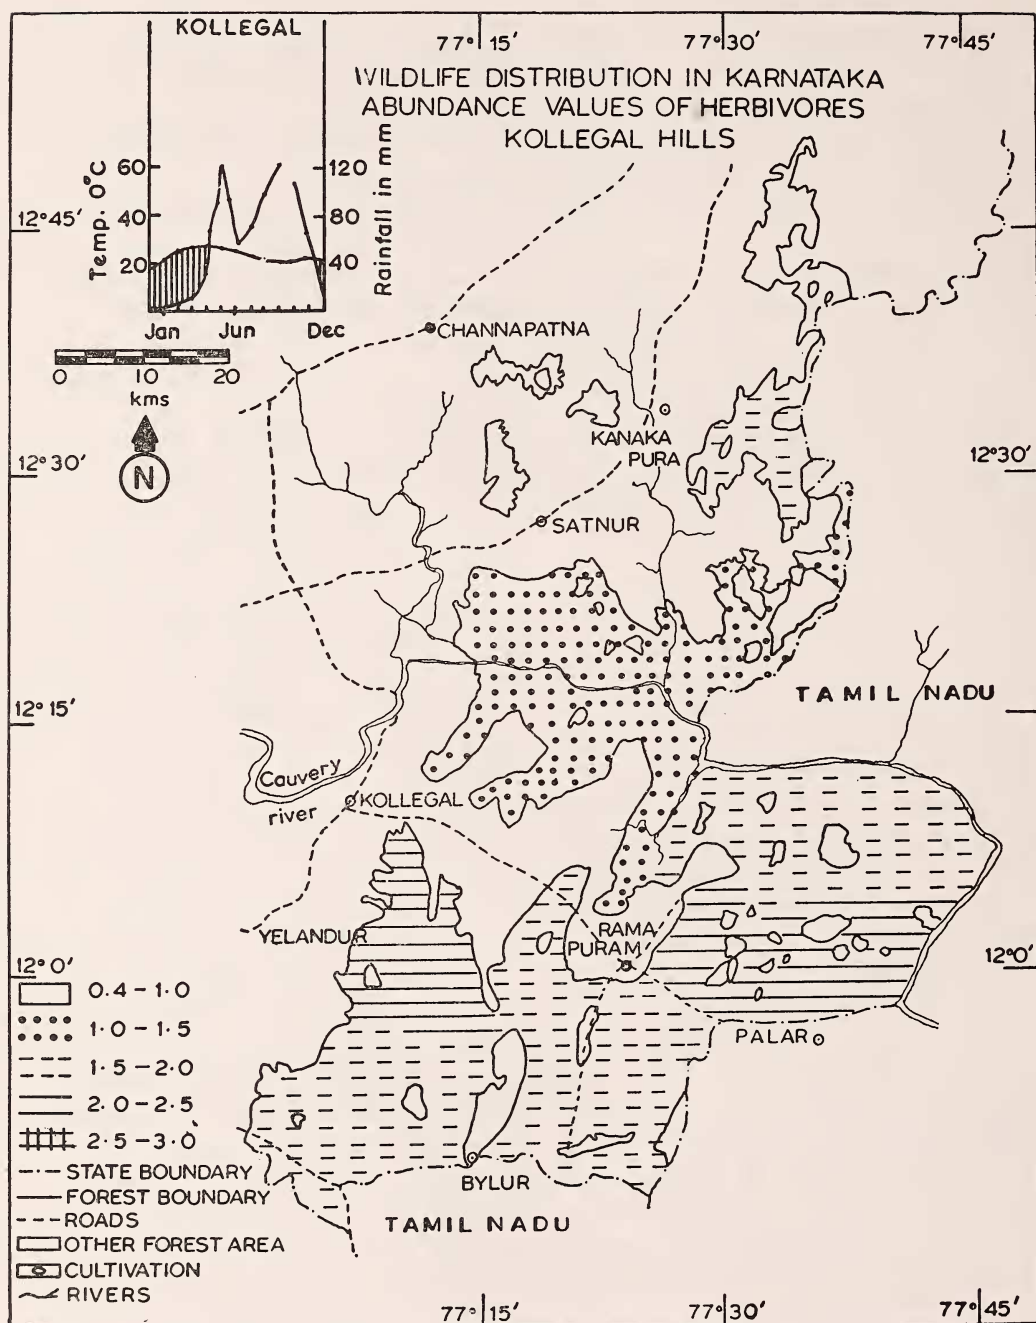 KOLLEGAL
77° 15'
77° 30'
77° 45'
WILDLIFE DISTRIBUTION IN KARNATAKA
ABUNDANCE VALUES OF HERBIVORES
KOLLEGAL HILLS
Temp. 0°C
60
40
20
Rainfall in mm
120
80
40
Jan
Jun
Dec
12° 45'
0
10
20
kms
N
CHANNAPATNA
KANAKA
PURA
12° 30'
12° 30'
SATNUR
TAMIL NADU
12° 15'
Cauvery
river
KOLLEGAL
YELANDUR
RAMA
PURAM
12° 0'
12° 0'
PALAR
BYLUR
TAMIL NADU
0.4 – 1.0
1.0 – 1.5
1.5 – 2.0
2.0 – 2.5
2.5 – 3.0
STATE BOUNDARY
FOREST BOUNDARY
ROADS
OTHER FOREST AREA
CULTIVATION
RIVERS
77° 15'
77° 30'
77° 45'